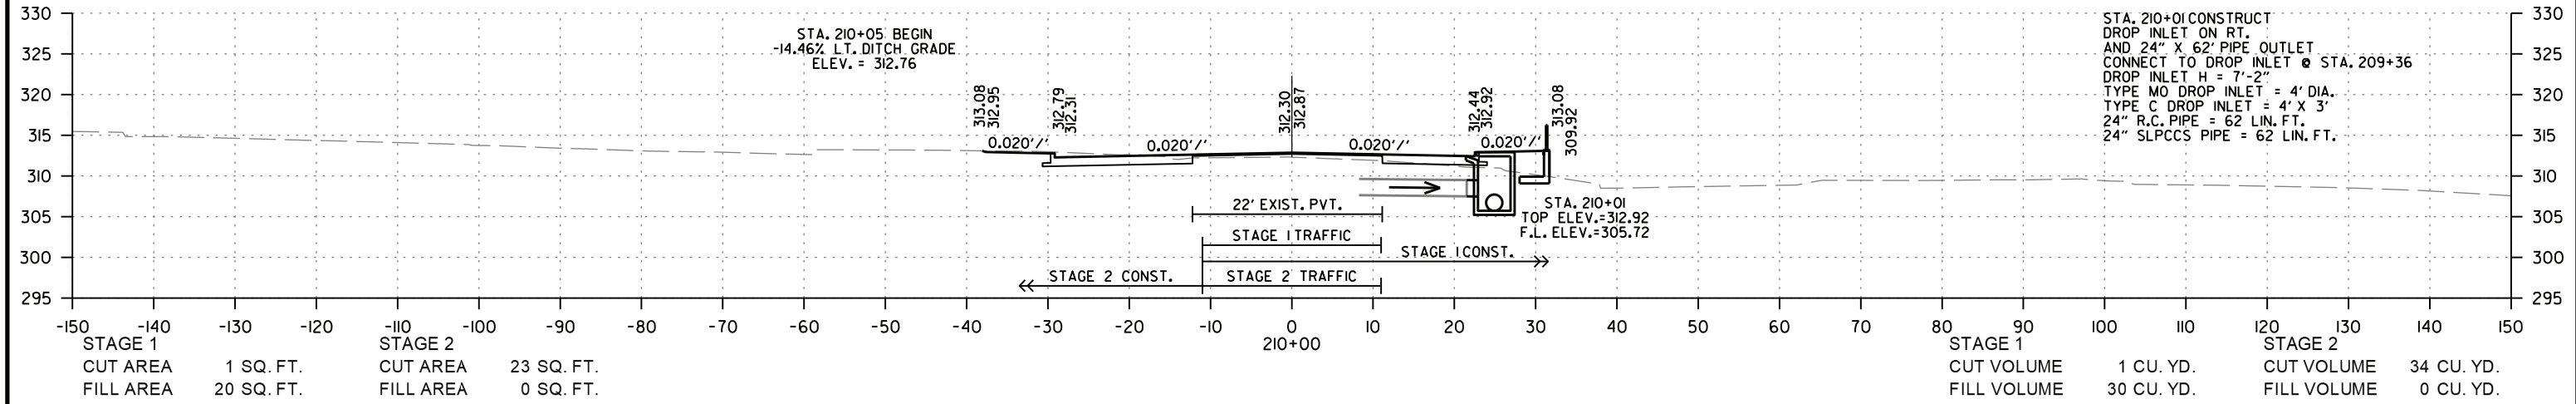 330
325
320
315
310
305
300
295
STA. 210+05 BEGIN
-14.46% LT. DITCH GRADE
ELEV. = 312.76
313.08
312.95
312.79
312.31
312.30
312.87
312.44
312.92
313.08
309.92
0.020'/'
0.020'/'
0.020'/'
0.020'/'
STA. 210+01 CONSTRUCT
DROP INLET ON RT.
AND 24" X 62' PIPE OUTLET
CONNECT TO DROP INLET @ STA. 209+36
DROP INLET H = 7'-2"
TYPE MO DROP INLET = 4' DIA.
TYPE C DROP INLET = 4' X 3'
24" R.C. PIPE = 62 LIN. FT.
24" SLPCCS PIPE = 62 LIN. FT.
330
325
320
315
310
305
300
295
22' EXIST. PVT.
STA. 210+01
TOP ELEV.=312.92
F.L. ELEV.=305.72
STAGE 1 TRAFFIC
STAGE 1 CONST.
STAGE 2 CONST.
STAGE 2 TRAFFIC
-150 -140 -130 -120 -110 -100 -90 -80 -70 -60 -50 -40 -30 -20 -10 0 10 20 30 40 50 60 70 80 90 100 110 120 130 140 150
210+00
STAGE 1
CUT AREA 1 SQ. FT.
FILL AREA 20 SQ. FT.
STAGE 2
CUT AREA 23 SQ. FT.
FILL AREA 0 SQ. FT.
STAGE 1
CUT VOLUME 1 CU. YD.
FILL VOLUME 30 CU. YD.
STAGE 2
CUT VOLUME 34 CU. YD.
FILL VOLUME 0 CU. YD.